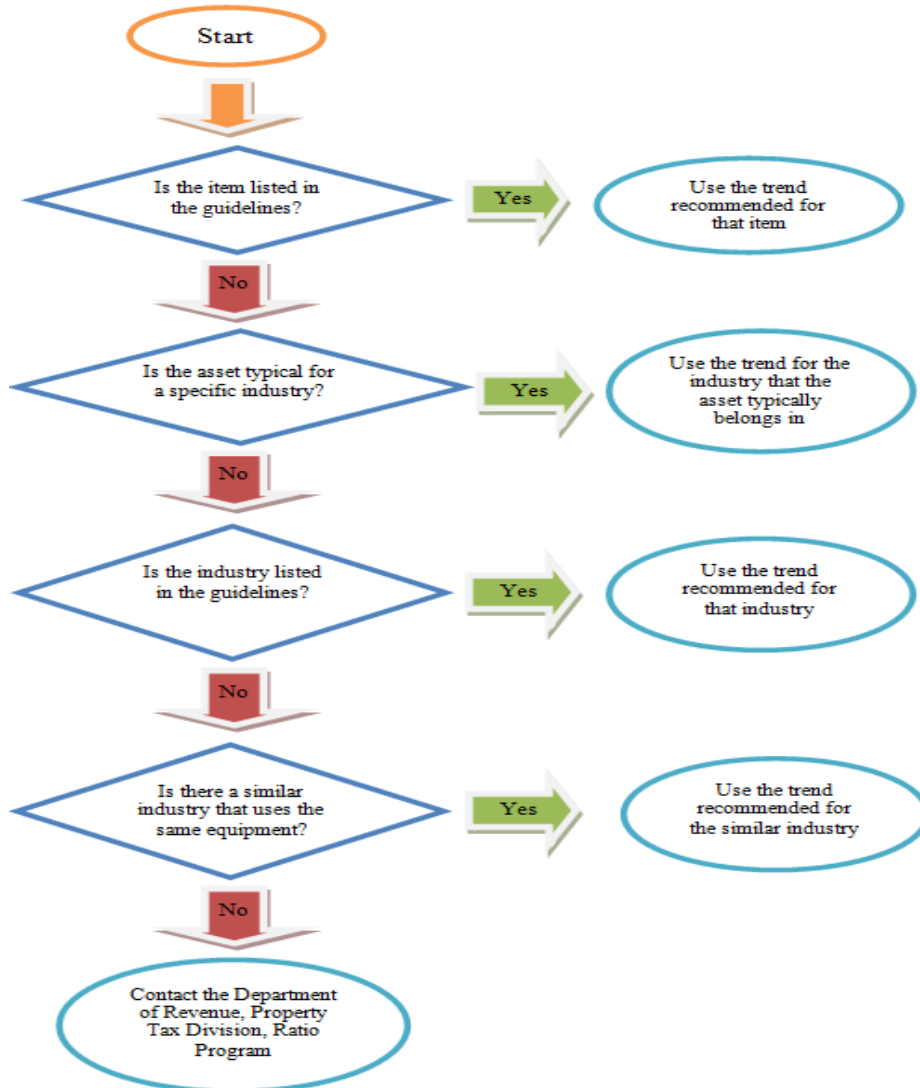 Start
Is the item listed in
the guidelines?
Yes
Use the trend
recommended for
that item
No
Is the asset typical for
a specific industry?
Yes
Use the trend for the
industry that the
asset typically
belongs in
No
Is the industry listed
in the guidelines?
Yes
Use the trend
recommended for
that industry
No
Is there a similar
industry that uses the
same equipment?
Yes
Use the trend
recommended for
the similar industry
No
Contact the Department
of Revenue, Property
Tax Division, Ratio
Program